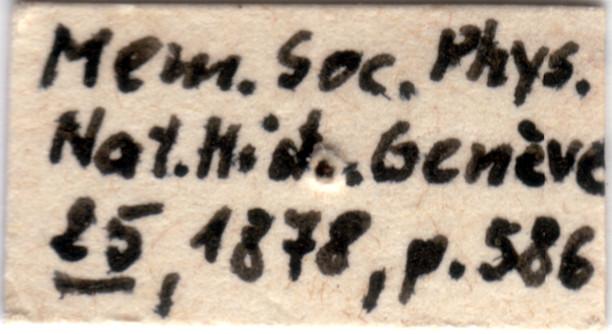 Mem. Soc. Phys.
Nat. Hist. Genève
25, 1878, p. 586